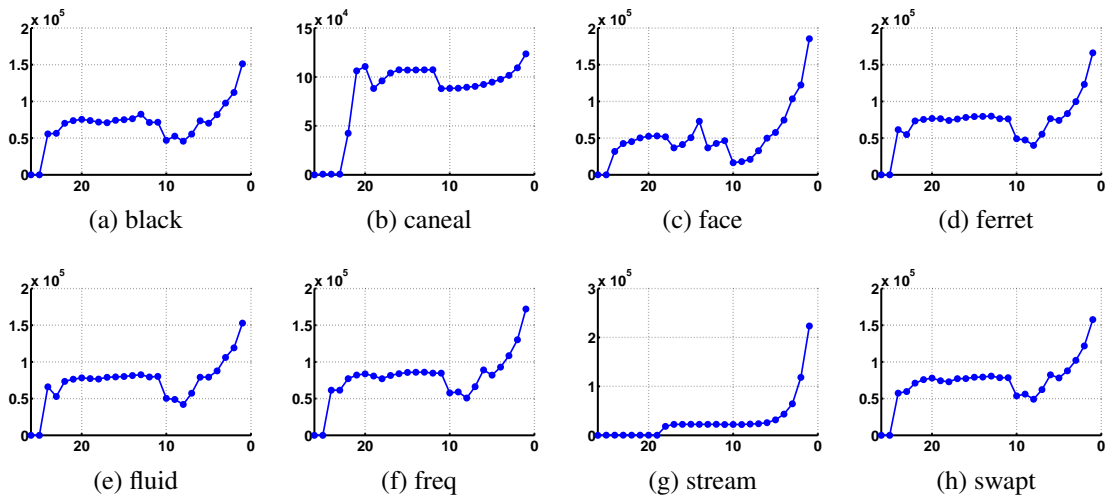 x 10^5
2
1.5
1
0.5
0
20 10 0
(a) black
x 10^4
15
10
5
0
20 10 0
(b) caneal
x 10^5
2
1.5
1
0.5
0
20 10 0
(c) face
x 10^5
2
1.5
1
0.5
0
20 10 0
(d) ferret
x 10^5
2
1.5
1
0.5
0
20 10 0
(e) fluid
x 10^5
2
1.5
1
0.5
0
20 10 0
(f) freq
x 10^5
3
2
1
0
20 10 0
(g) stream
x 10^5
2
1.5
1
0.5
0
20 10 0
(h) swapt